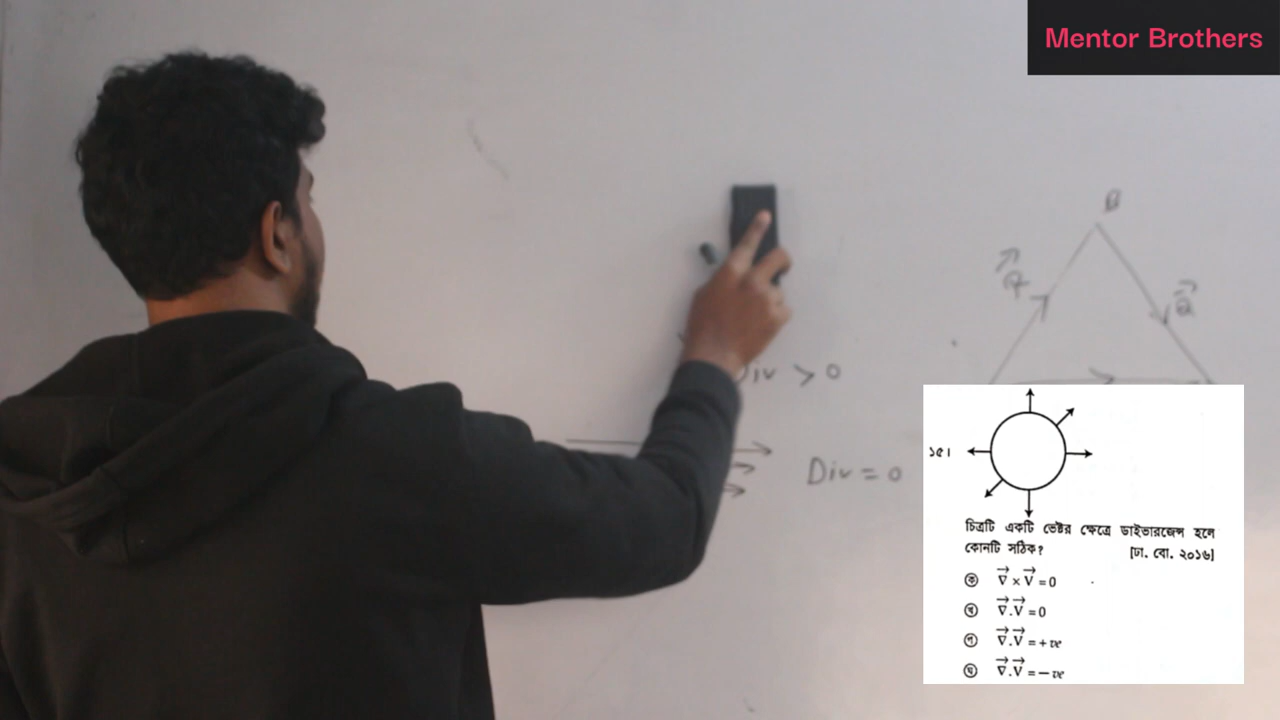 Mentor Brothers
B
P
Q
Div > 0
Div = 0
১৫।
চিত্রটি একটি ভেক্টর ক্ষেত্রে ডাইভারজেন্স হলে
কোনটি সঠিক? [ঢা. বো. ২০১৬]
ক ∇⃗ × V⃗ = 0
খ ∇⃗ . V⃗ = 0
গ ∇⃗ . V⃗ = + ve
ঘ ∇⃗ . V⃗ = – ve